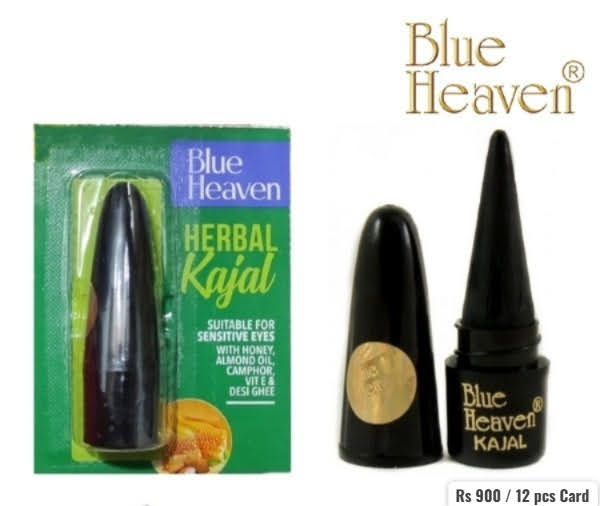 Blue
Heaven®
Blue
Heaven
HERBAL
Kajal
SUITABLE FOR
SENSITIVE EYES
WITH HONEY,
ALMOND OIL,
CAMPHOR,
VIT E &
DESI GHEE
Blue
Heaven®
KAJAL
Rs 900 / 12 pcs Card